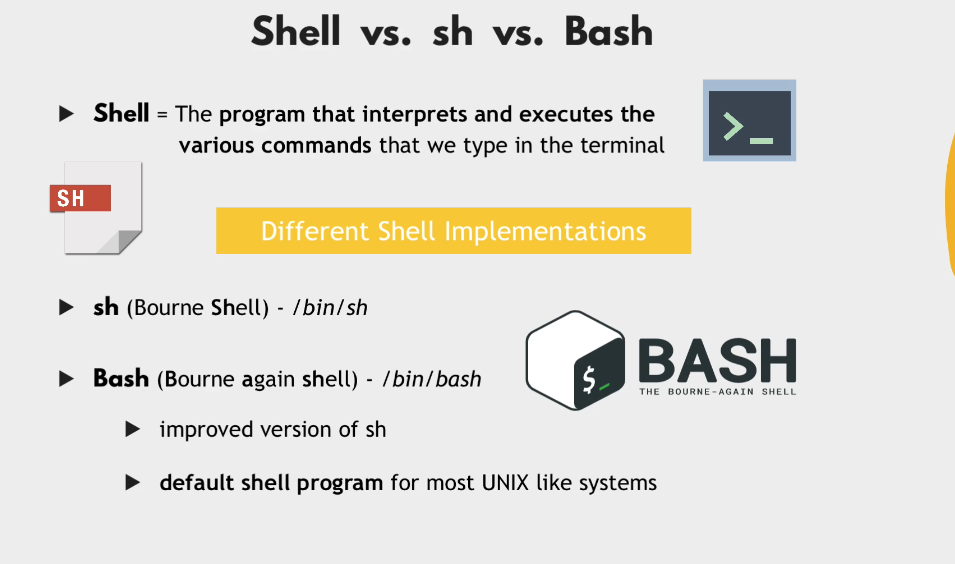 Shell vs. sh vs. Bash
Shell = The program that interprets and executes the
various commands that we type in the terminal
>_
SH
Different Shell Implementations
sh (Bourne Shell) - /bin/sh
Bash (Bourne again shell) - /bin/bash
$_
BASH
THE BOURNE-AGAIN SHELL
improved version of sh
default shell program for most UNIX like systems